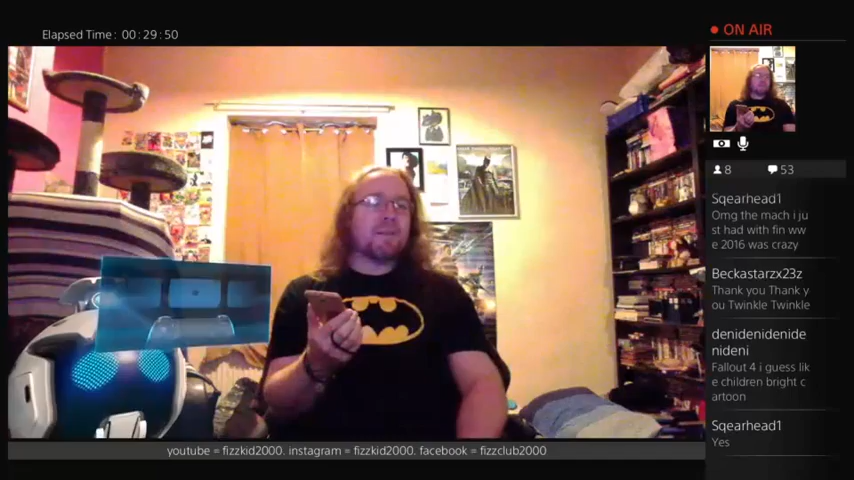 Elapsed Time: 00:29:50
ON AIR
8 53
Sqearhead1
Omg the mach i ju
st had with fin ww
e 2016 was crazy
Beckastarzx23z
Thank you Thank y
ou Twinkle Twinkle
denidenidenide
nideni
Fallout 4 i guess lik
e children bright c
artoon
Sqearhead1
Yes
youtube = fizzkid2000. instagram = fizzkid2000. facebook = fizzclub2000